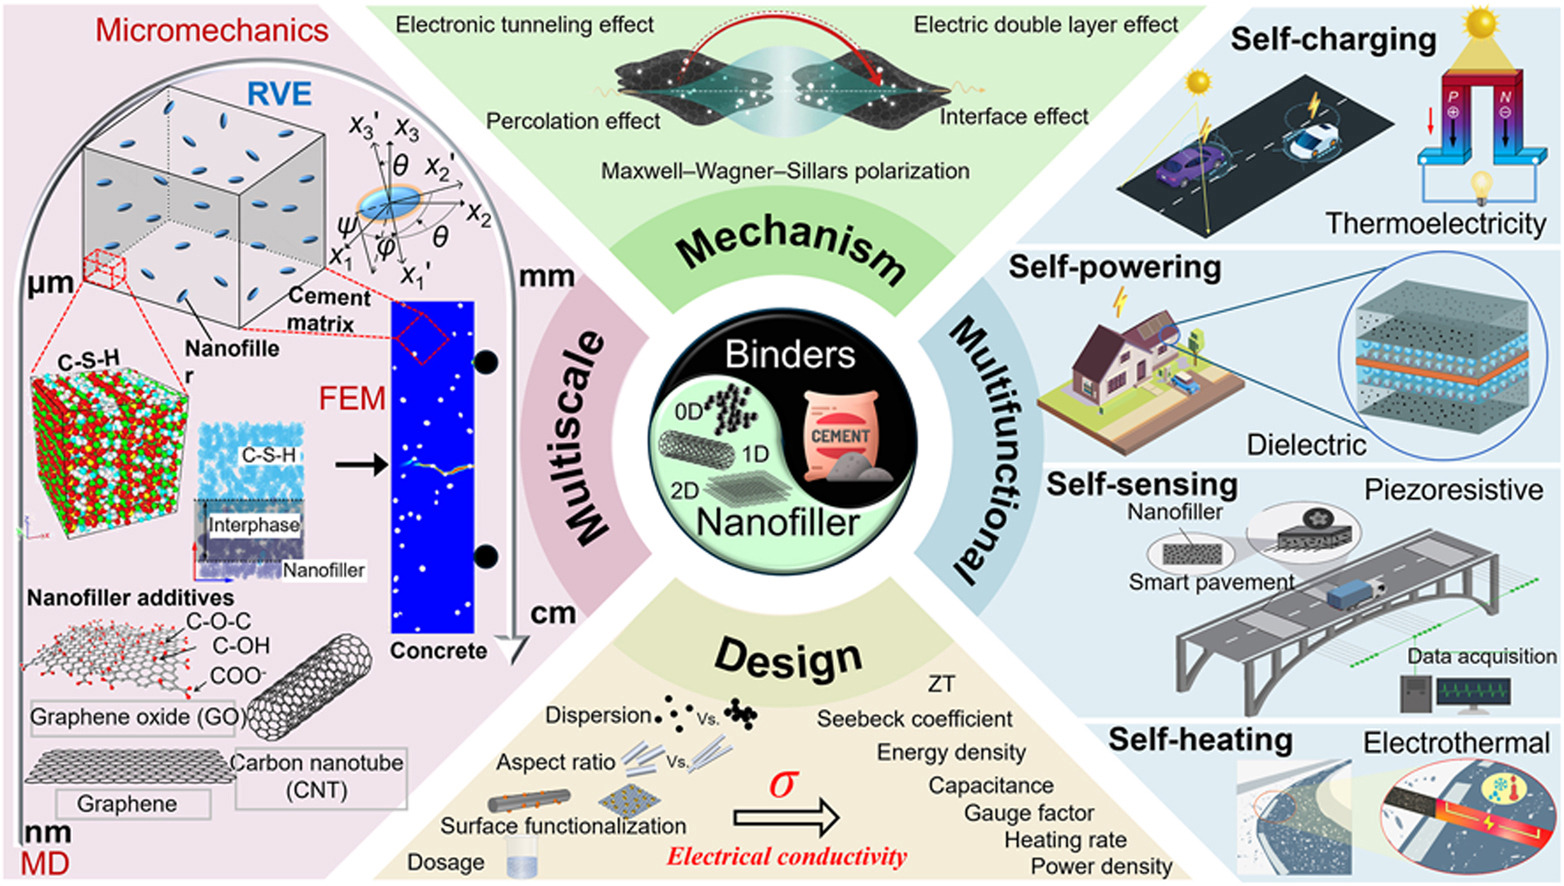 Micromechanics
RVE
x3' x3
θ
x2'
x2
ψ
φ
θ
x1
x1'
μm
mm
Cement
matrix
Nanofille
r
C-S-H
FEM
C-S-H
Interphase
Nanofiller
cm
Concrete
Nanofiller additives
C-O-C
C-OH
COO-
Graphene oxide (GO)
Carbon nanotube
(CNT)
Graphene
nm
MD
Multiscale
Electronic tunneling effect
Electric double layer effect
Percolation effect
Interface effect
Maxwell–Wagner–Sillars polarization
Mechanism
Binders
CEMENT
0D
1D
2D
Nanofiller
Multifunctional
Self-charging
P
N
Thermoelectricity
Self-powering
Dielectric
Self-sensing
Piezoresistive
Nanofiller
Smart pavement
Data acquisition
Self-heating
Electrothermal
Design
Dispersion
Vs.
Aspect ratio
Vs.
Surface functionalization
Dosage
σ
Electrical conductivity
ZT
Seebeck coefficient
Energy density
Capacitance
Gauge factor
Heating rate
Power density